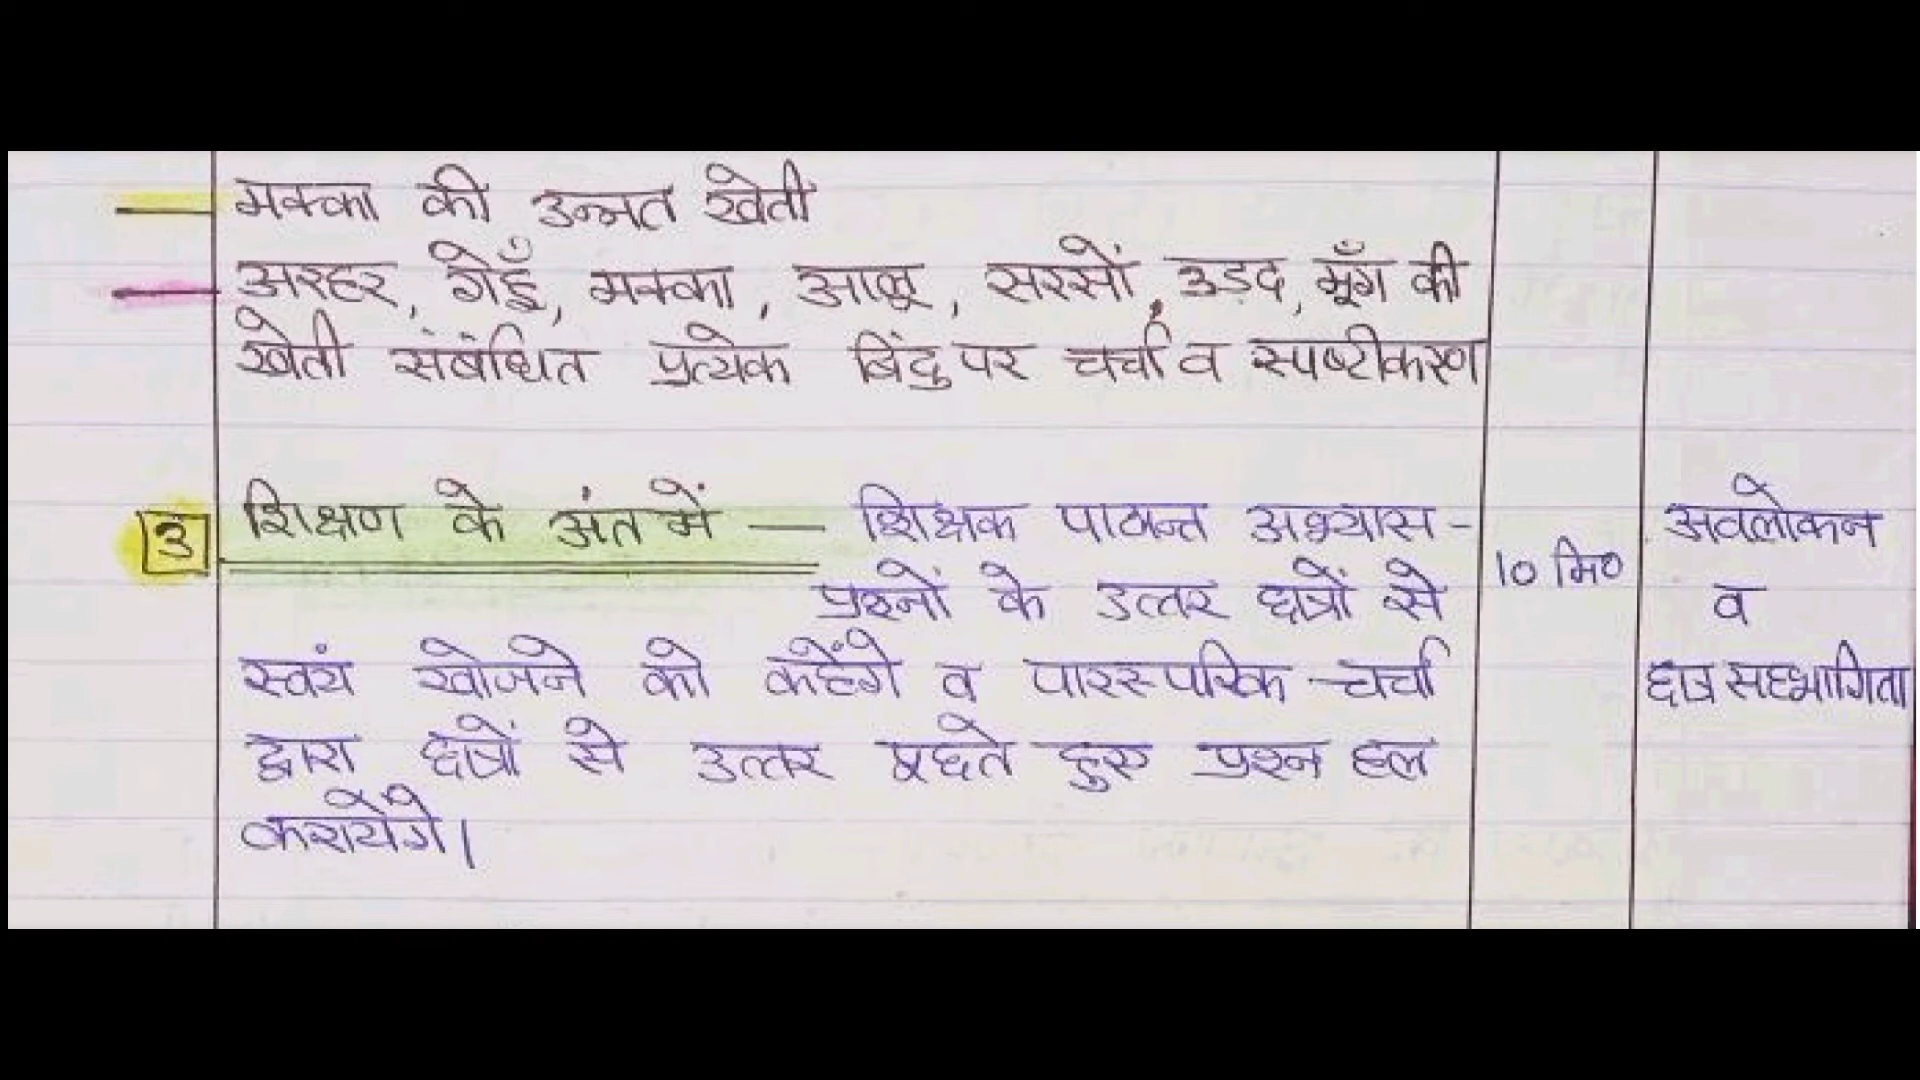 — मक्का की उन्नत खेती
— अरहर, गेहूँ, मक्का, आलू, सरसों, उड़द, मूँग की
खेती संबंधित प्रत्येक बिंदु पर चर्चा व स्पष्टीकरण
3 शिक्षण के अंत में — शिक्षक पाठान्त अभ्यास-
प्रश्नों के उत्तर छात्रों से
स्वयं खोजने को कहेंगे व पारस्परिक चर्चा
द्वारा छात्रों से उत्तर पूछते हुए प्रश्न हल
करायेंगे।
10 मि०
अवलोकन
व
छात्र सहभागिता